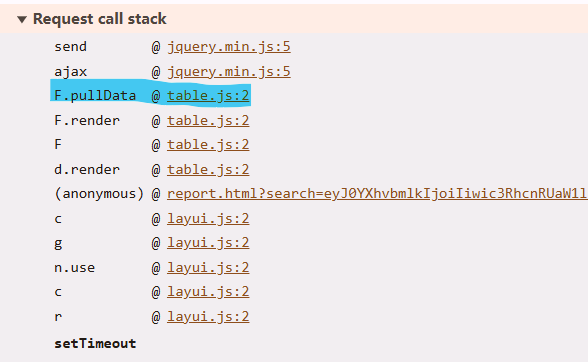 ▼ Request call stack
send @ jquery.min.js:5
ajax @ jquery.min.js:5
F.pullData @ table.js:2
F.render @ table.js:2
F @ table.js:2
d.render @ table.js:2
(anonymous) @ report.html?search=eyJ0YXhvbmlkIjoiIiwic3RhcnRUaW1l
c @ layui.js:2
g @ layui.js:2
n.use @ layui.js:2
c @ layui.js:2
r @ layui.js:2
setTimeout